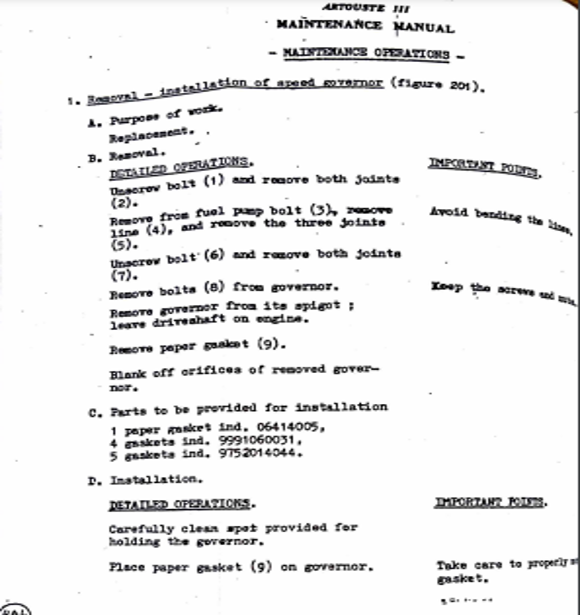 ARTOUSTE III
MAINTENANCE MANUAL
- MAINTENANCE OPERATIONS -
1. Removal - installation of speed governor (figure 201).
A. Purpose of work.
Replacement.
B. Removal.
DETAILED OPERATIONS.
IMPORTANT POINTS.
Unscrew bolt (1) and remove both joints
(2).
Remove from fuel pump bolt (3), remove
line (4), and remove the three joints
(5).
Avoid bending the lines.
Unscrew bolt (6) and remove both joints
(7).
Remove bolts (8) from governor.
Keep the screws and
Remove governor from its spigot ;
leave driveshaft on engine.
Remove paper gasket (9).
Blank off orifices of removed gover-
nor.
C. Parts to be provided for installation
1 paper gasket ind. 06414005,
4 gaskets ind. 9991060031,
5 gaskets ind. 9752014044.
D. Installation.
DETAILED OPERATIONS.
IMPORTANT POINTS.
Carefully clean spot provided for
holding the governor.
Place paper gasket (9) on governor.
Take care to properly
gasket.